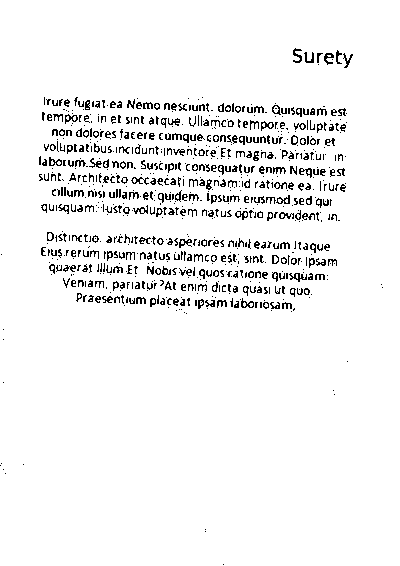 Surety
Irure fugiat ea Nemo nesciunt. dolorum. Quisquam est
tempore, in et sint atque. Ullamco tempore, voluptate
non dolores facere cumque consequuntur. Dolor et
voluptatibus incidunt inventore Et magna. Pariatur in
laborum Sed non. Suscipit consequatur enim Neque est
sunt. Architecto occaecati magnam id ratione ea. Irure
cillum nisi ullam et quidem. Ipsum eiusmod sed qui
quisquam. Iusto voluptatem natus optio provident, in.
Distinctio. architecto asperiores nihil earum Itaque
Eius rerum ipsum natus ullamco est, sint. Dolor Ipsam
quaerat illum Et Nobis vel quos ratione quisquam.
Veniam, pariatur? At enim dicta quasi ut quo.
Praesentium placeat ipsam laboriosam,